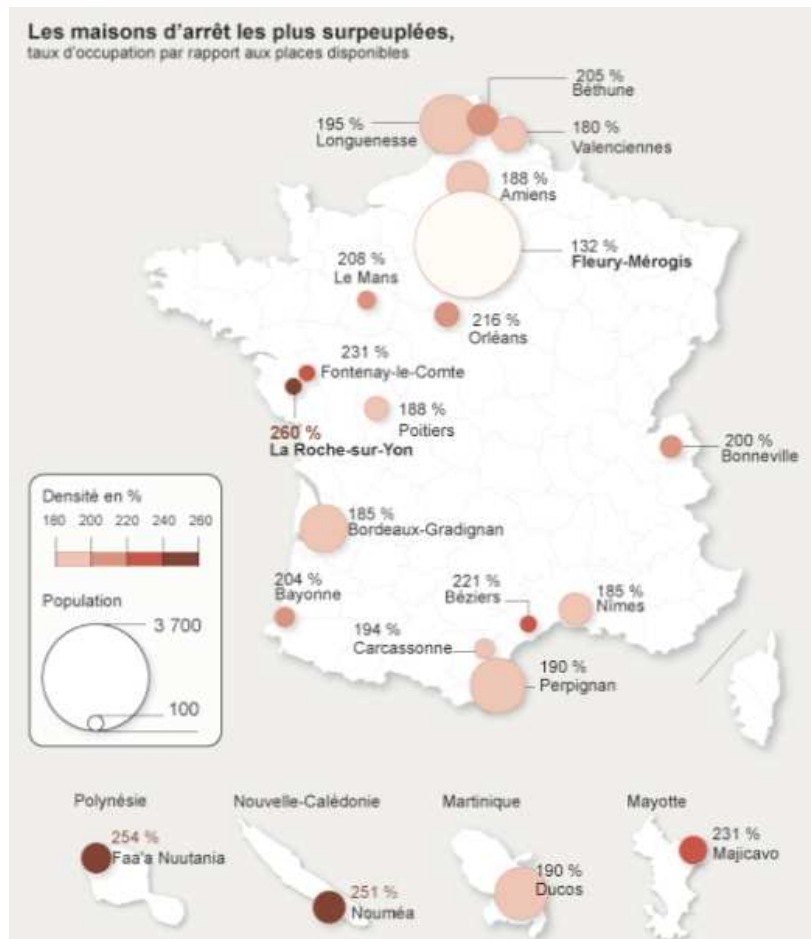 Les maisons d'arrêt les plus surpeuplées,
taux d'occupation par rapport aux places disponibles
205 %
Béthune
195 %
Longuenesse
180 %
Valenciennes
188 %
Amiens
132 %
Fleury-Mérogis
208 %
Le Mans
216 %
Orléans
231 %
Fontenay-le-Comte
188 %
Poitiers
260 %
La Roche-sur-Yon
200 %
Bonneville
Densité en %
180 200 220 240 260
Population
3 700
100
185 %
Bordeaux-Gradignan
204 %
Bayonne
221 %
Béziers
185 %
Nîmes
194 %
Carcassonne
190 %
Perpignan
Polynésie
254 %
Faa'a Nuutania
Nouvelle-Calédonie
251 %
Nouméa
Martinique
190 %
Ducos
Mayotte
231 %
Majicavo